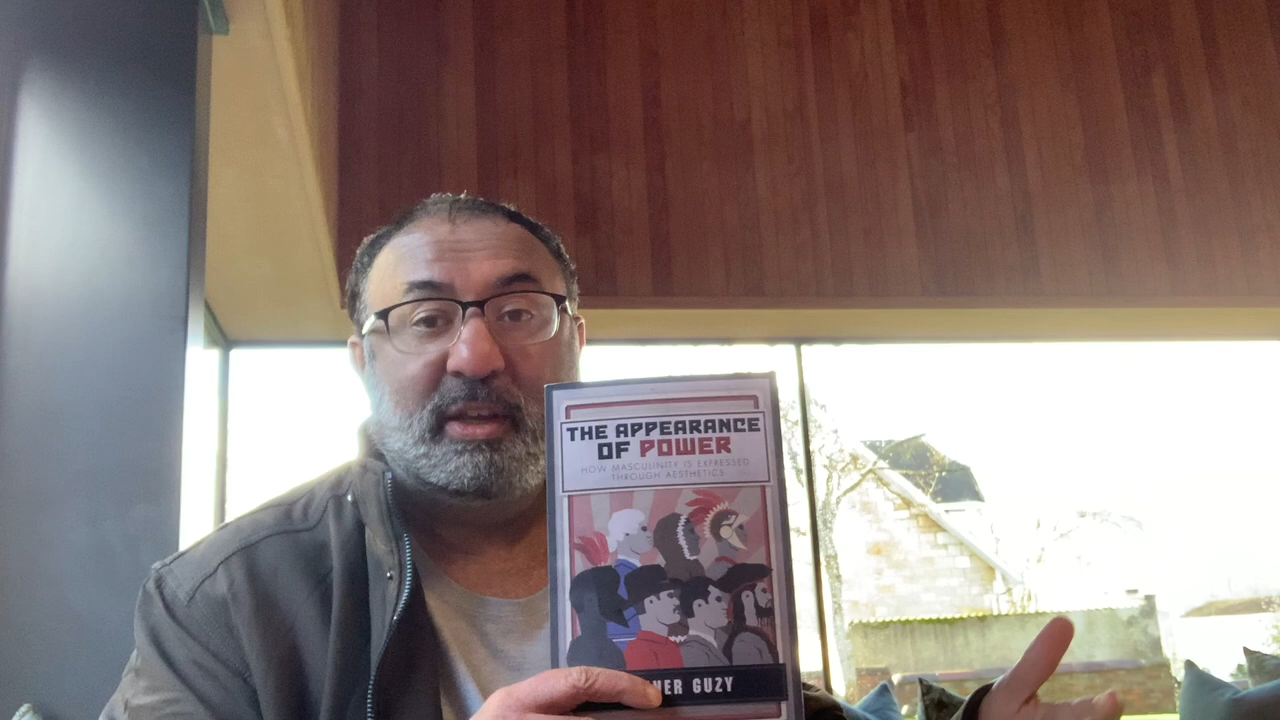 THE APPEARANCE
OF POWER
HOW MASCULINITY IS EXPRESSED
THROUGH AESTHETICS
GUZY